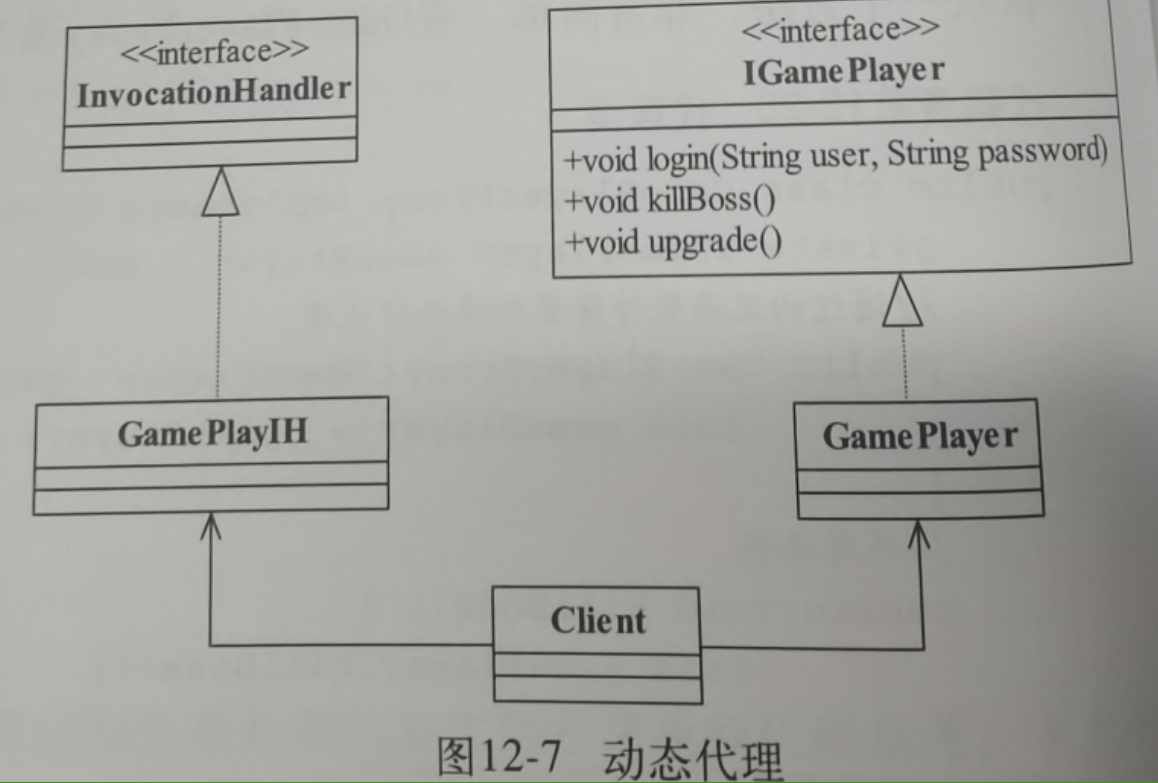 <<interface>>
InvocationHandler
<<interface>>
IGamePlayer
+void login(String user, String password)
+void killBoss()
+void upgrade()
GamePlayIH
GamePlayer
Client
图12-7 动态代理